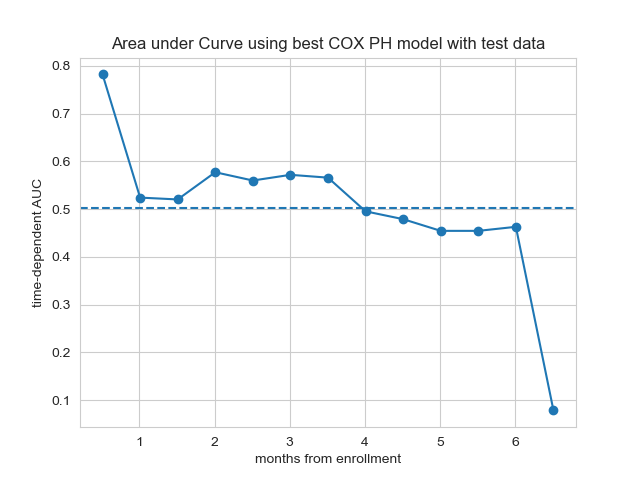 Area under Curve using best COX PH model with test data
time-dependent AUC
0.8
0.7
0.6
0.5
0.4
0.3
0.2
0.1
1 2 3 4 5 6
months from enrollment